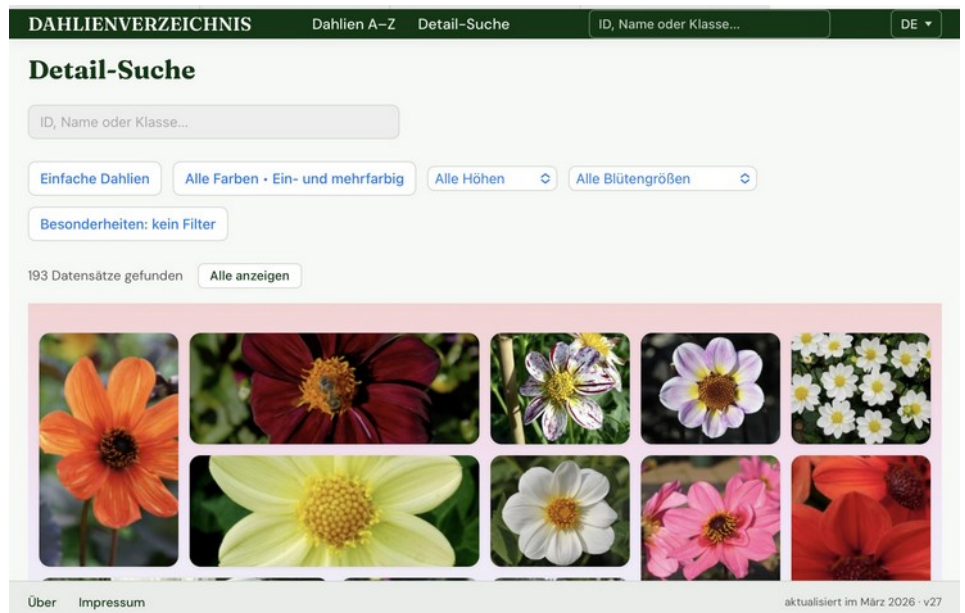 DAHLIENVERZEICHNIS Dahlien A–Z Detail-Suche ID, Name oder Klasse... DE
Detail-Suche
ID, Name oder Klasse...
Einfache Dahlien Alle Farben • Ein- und mehrfarbig Alle Höhen Alle Blütengrößen
Besonderheiten: kein Filter
193 Datensätze gefunden Alle anzeigen
Über Impressum aktualisiert im März 2026 · v27